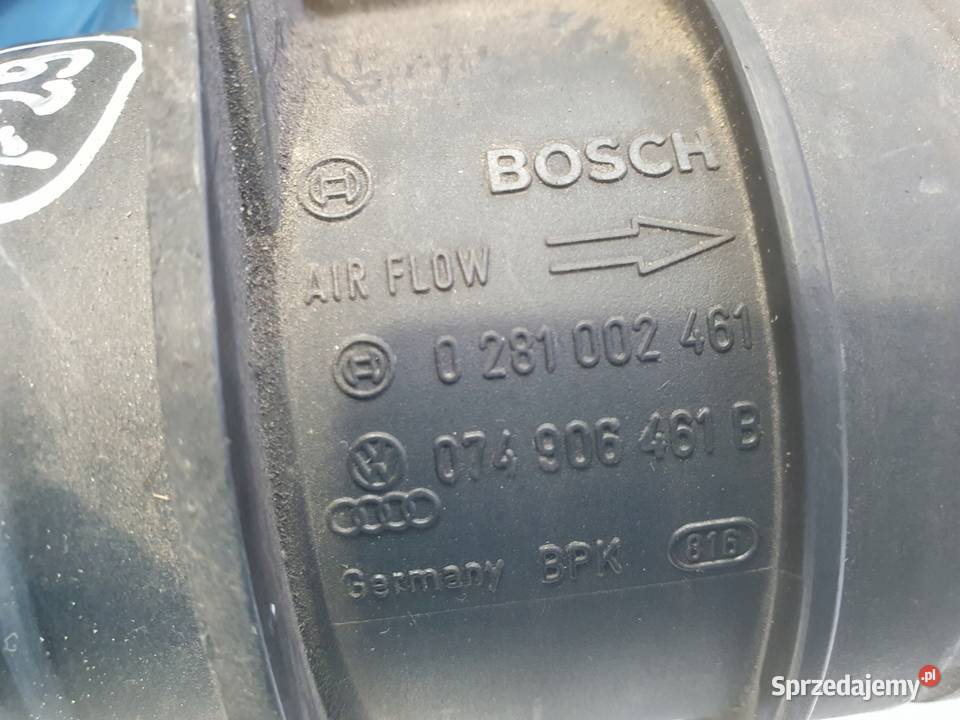 BOSCH
AIR FLOW
0 281 002 461
074 906 461 B
Germany BPK 816
Sprzedajemy.pl